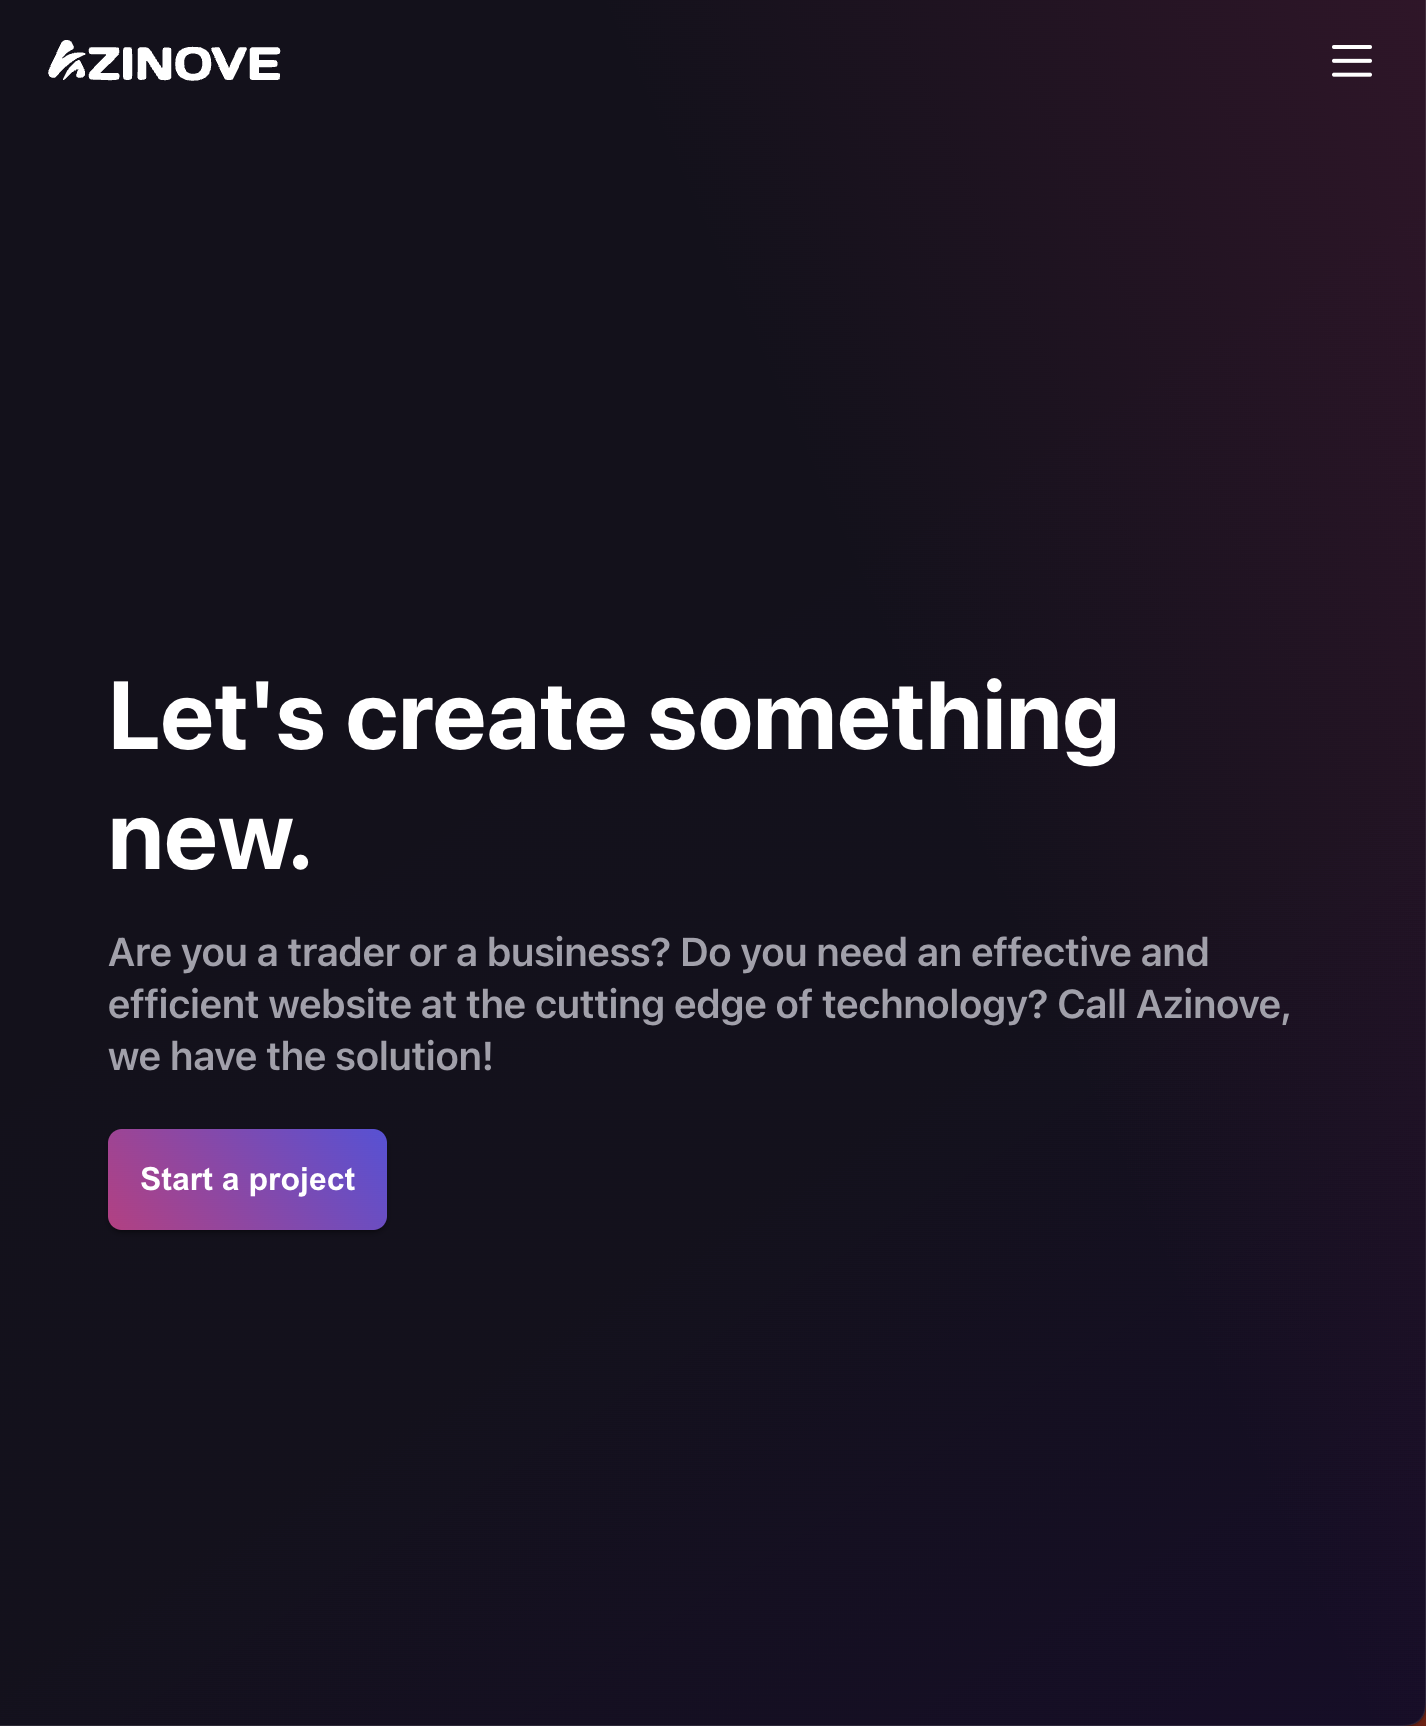 AZINOVE
Let's create something
new.
Are you a trader or a business? Do you need an effective and
efficient website at the cutting edge of technology? Call Azinove,
we have the solution!
Start a project